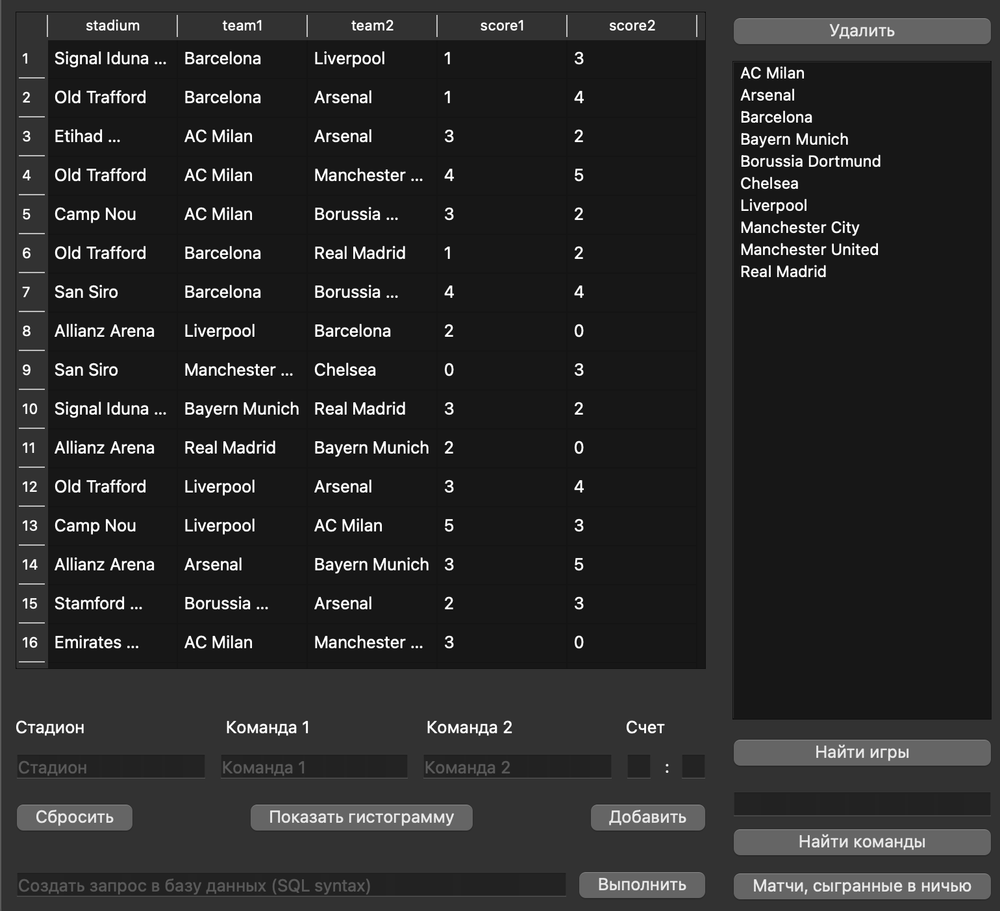 stadium team1 team2 score1 score2
1 Signal Iduna ... Barcelona Liverpool 1 3
2 Old Trafford Barcelona Arsenal 1 4
3 Etihad ... AC Milan Arsenal 3 2
4 Old Trafford AC Milan Manchester ... 4 5
5 Camp Nou AC Milan Borussia ... 3 2
6 Old Trafford Barcelona Real Madrid 1 2
7 San Siro Barcelona Borussia ... 4 4
8 Allianz Arena Liverpool Barcelona 2 0
9 San Siro Manchester ... Chelsea 0 3
10 Signal Iduna ... Bayern Munich Real Madrid 3 2
11 Allianz Arena Real Madrid Bayern Munich 2 0
12 Old Trafford Liverpool Arsenal 3 4
13 Camp Nou Liverpool AC Milan 5 3
14 Allianz Arena Arsenal Bayern Munich 3 5
15 Stamford ... Borussia ... Arsenal 2 3
16 Emirates ... AC Milan Manchester ... 3 0
Стадион Команда 1 Команда 2 Счет
Стадион Команда 1 Команда 2 :
Сбросить Показать гистограмму Добавить
Создать запрос в базу данных (SQL syntax) Выполнить
Удалить
AC Milan
Arsenal
Barcelona
Bayern Munich
Borussia Dortmund
Chelsea
Liverpool
Manchester City
Manchester United
Real Madrid
Найти игры
Найти команды
Матчи, сыгранные в ничью